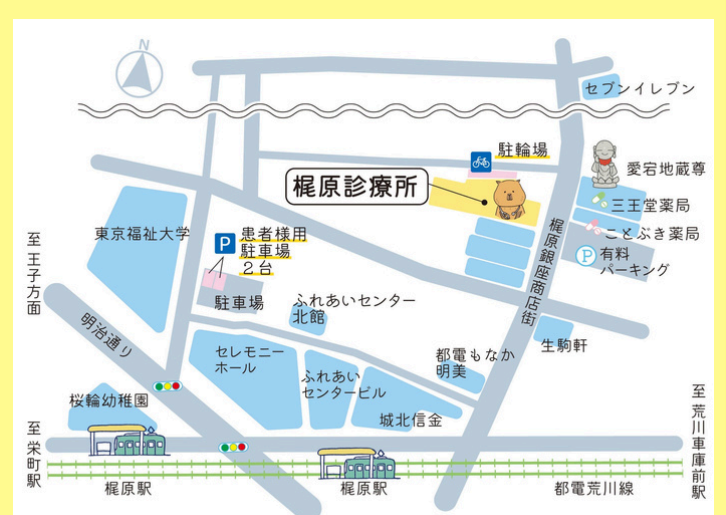 N
セブンイレブン
駐輪場
愛宕地蔵尊
梶原診療所
三王堂薬局
東京福祉大学
P
患者様用
駐車場
2台
ことぶき薬局
P
有料
パーキング
梶原銀座商店街
至王子方面
駐車場
ふれあいセンター
北館
明治通り
セレモニー
ホール
都電もなか
明美
生駒軒
ふれあい
センタービル
桜輪幼稚園
城北信金
至栄町駅
至荒川車庫前駅
梶原駅
梶原駅
都電荒川線